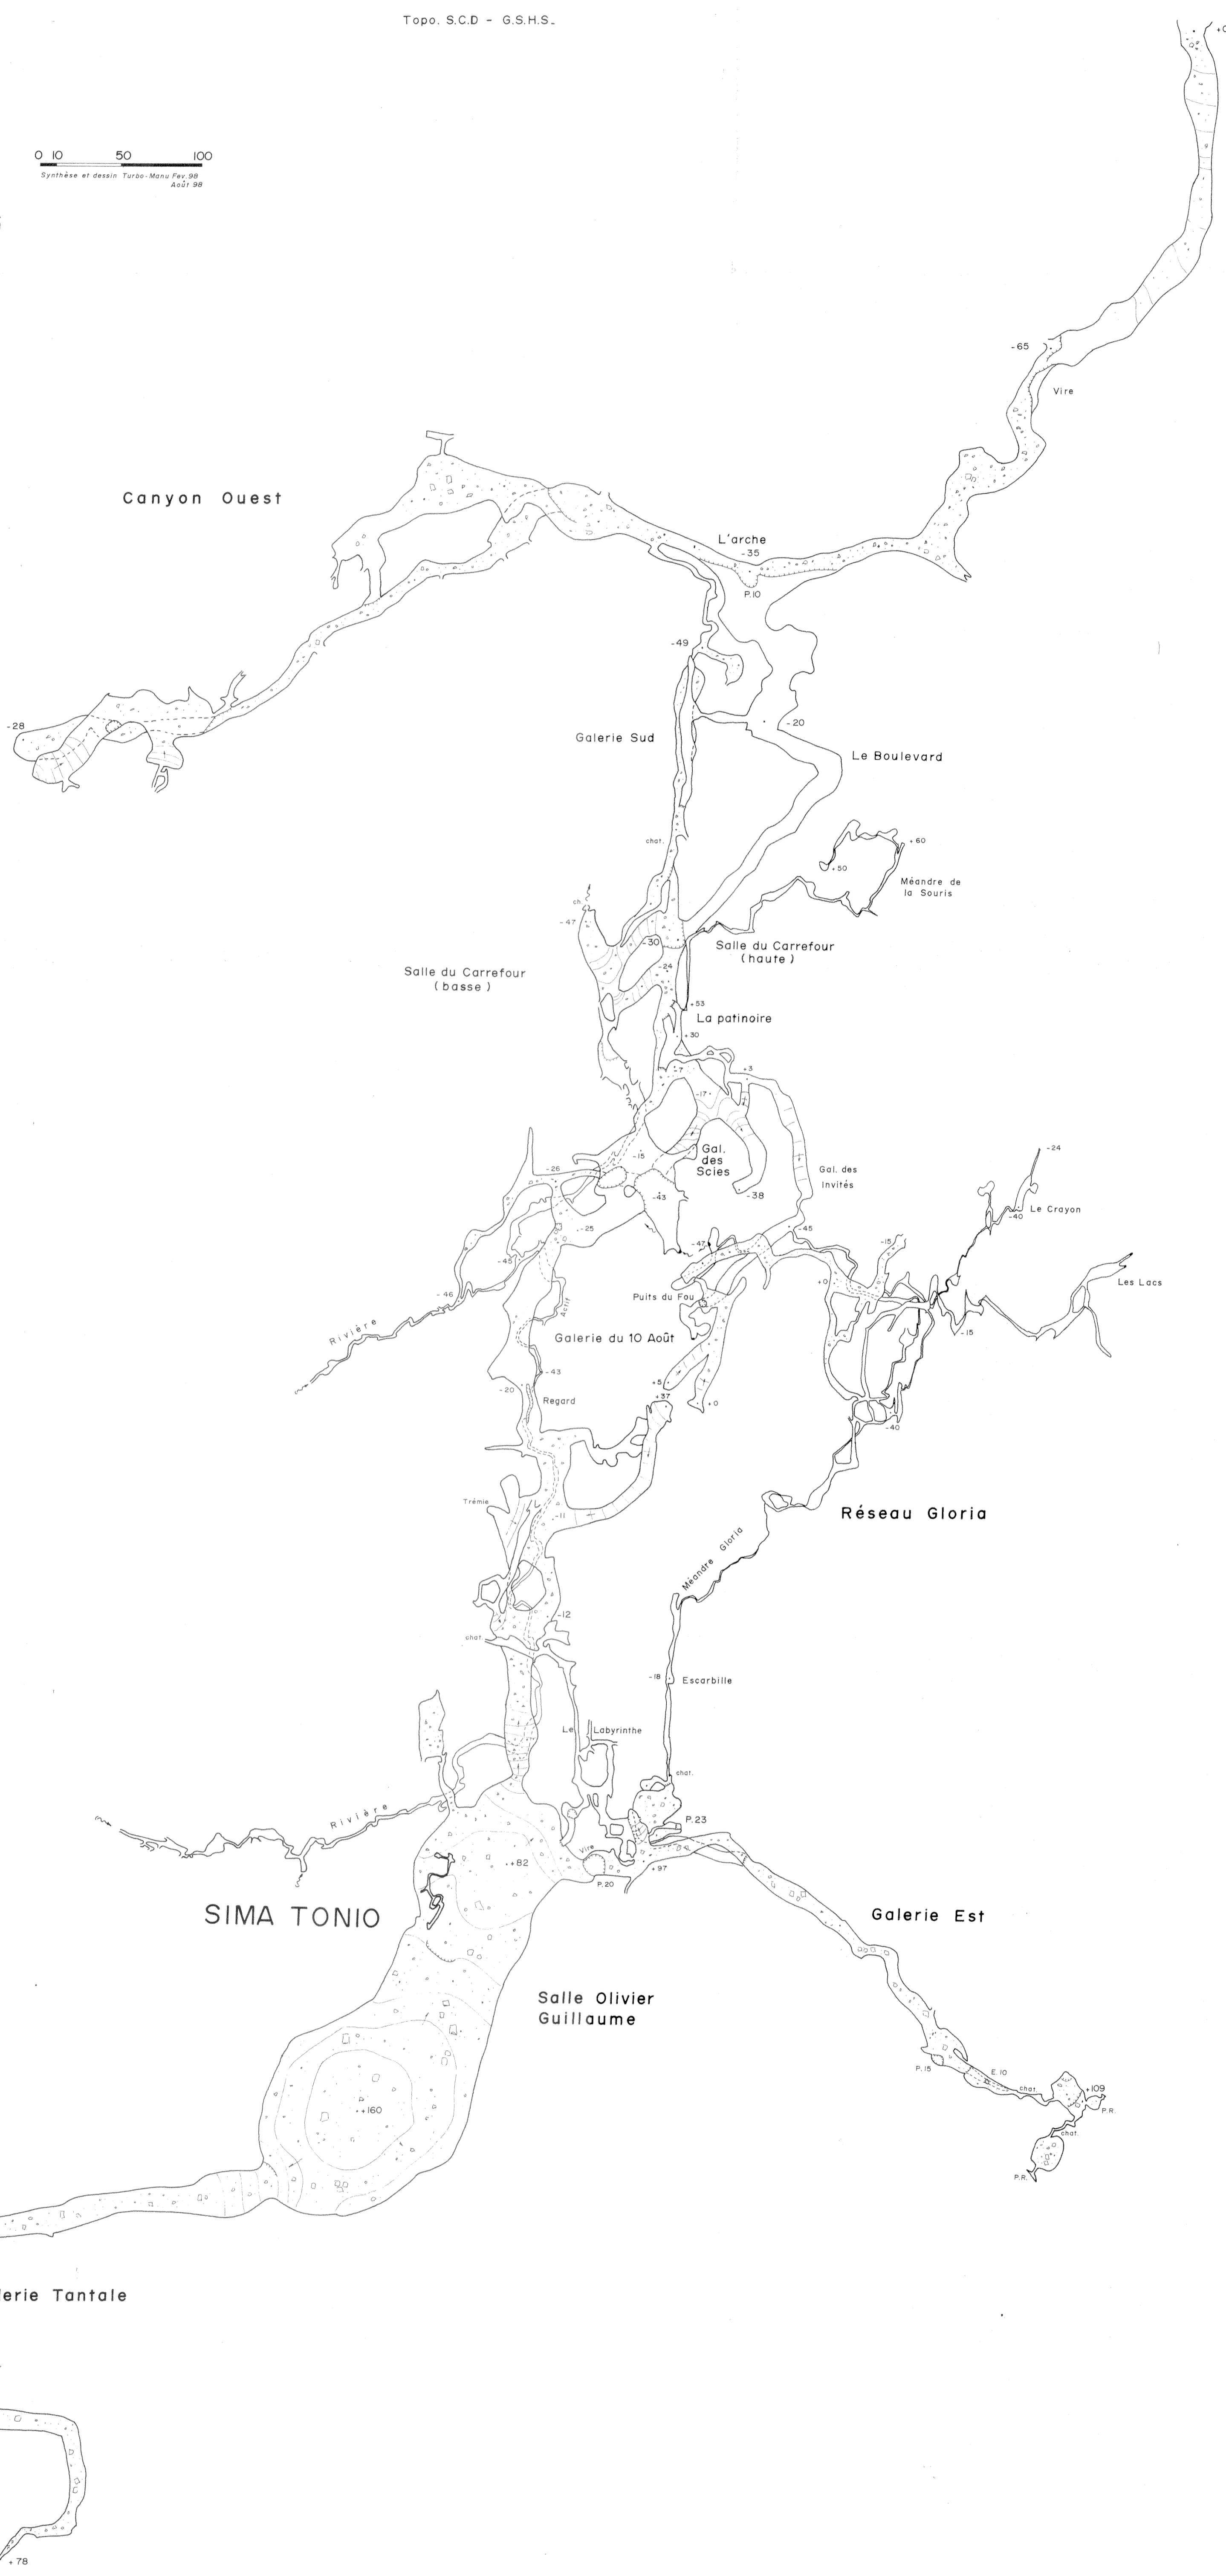 Topo. S.C.D - G.S.H.S.
0 10 50 100
Synthèse et dessin Turbo-Manu Fev.98
Août 98
-65
Vire
Canyon Ouest
L'arche
-35
P.10
-49
-28
-20
Galerie Sud
Le Boulevard
chat.
+60
+50
Méandre de
la Souris
ch.
-47
-30
Salle du Carrefour
(haute)
-24
Salle du Carrefour
(basse)
+53
La patinoire
+30
-7
+3
-17
Gal.
des
Scies
-15
-24
-26
Gal. des
Invités
-38
-43
Le Crayon
-40
-25
-45
-47
-15
-45
+0
Les Lacs
-46
Puits du Fou
Actif
Rivière
-15
Galerie du 10 Août
-43
+5
-20
+37
Regard
+0
-40
Trémie
-11
Réseau Gloria
Méandre Gloria
-12
chat.
-18
Escarbille
Le Labyrinthe
chat.
Rivière
P.23
Vire
+82
+97
P.20
SIMA TONIO
Galerie Est
Salle Olivier
Guillaume
P.15
E.10
chat.
+109
P.R.
+160
chat.
P.R.
erie Tantale
+78